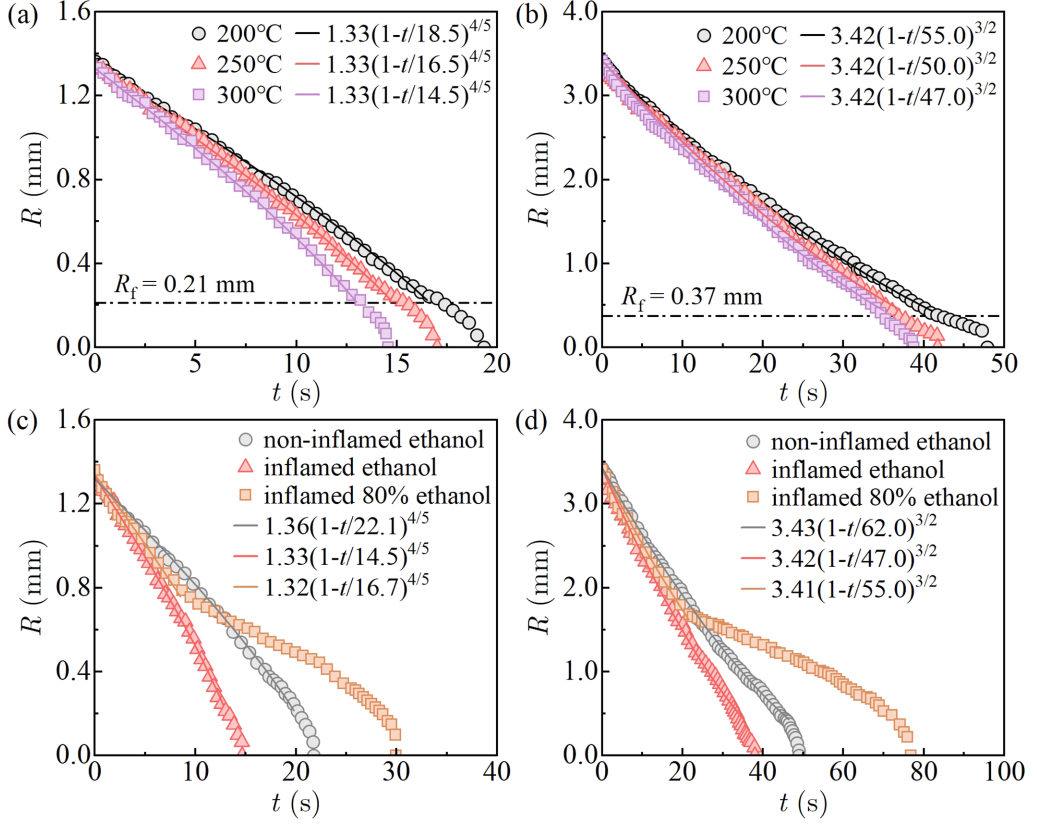 (a)
200°C
1.33(1-t/18.5)^{4/5}
250°C
1.33(1-t/16.5)^{4/5}
300°C
1.33(1-t/14.5)^{4/5}
R_f = 0.21 mm
R (mm)
1.6
1.2
0.8
0.4
0.0
0 5 10 15 20
t (s)
(b)
200°C
3.42(1-t/55.0)^{3/2}
250°C
3.42(1-t/50.0)^{3/2}
300°C
3.42(1-t/47.0)^{3/2}
R_f = 0.37 mm
R (mm)
4.0
3.0
2.0
1.0
0.0
0 10 20 30 40 50
t (s)
(c)
non-inflamed ethanol
inflamed ethanol
inflamed 80% ethanol
1.36(1-t/22.1)^{4/5}
1.33(1-t/14.5)^{4/5}
1.32(1-t/16.7)^{4/5}
R (mm)
1.6
1.2
0.8
0.4
0.0
0 10 20 30 40
t (s)
(d)
non-inflamed ethanol
inflamed ethanol
inflamed 80% ethanol
3.43(1-t/62.0)^{3/2}
3.42(1-t/47.0)^{3/2}
3.41(1-t/55.0)^{3/2}
R (mm)
4.0
3.0
2.0
1.0
0.0
0 20 40 60 80 100
t (s)